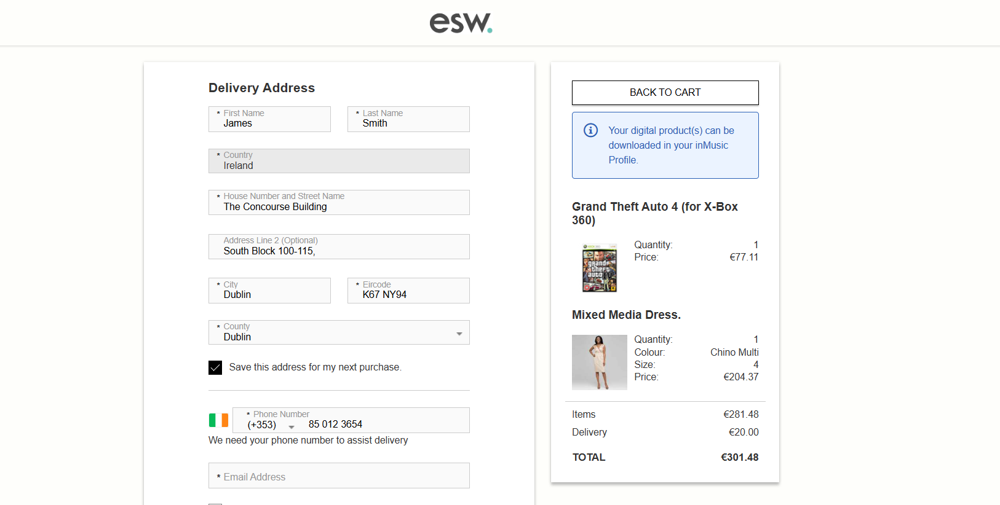 esw.
Delivery Address
* First Name
James
* Last Name
Smith
* Country
Ireland
* House Number and Street Name
The Concourse Building
Address Line 2 (Optional)
South Block 100-115,
* City
Dublin
* Eircode
K67 NY94
* County
Dublin
Save this address for my next purchase.
* Phone Number
(+353) 85 012 3654
We need your phone number to assist delivery
* Email Address
BACK TO CART
Your digital product(s) can be
downloaded in your inMusic
Profile.
Grand Theft Auto 4 (for X-Box
360)
grand
theft
auto IV
Quantity: 1
Price: €77.11
Mixed Media Dress.
Quantity: 1
Colour: Chino Multi
Size: 4
Price: €204.37
Items €281.48
Delivery €20.00
TOTAL €301.48